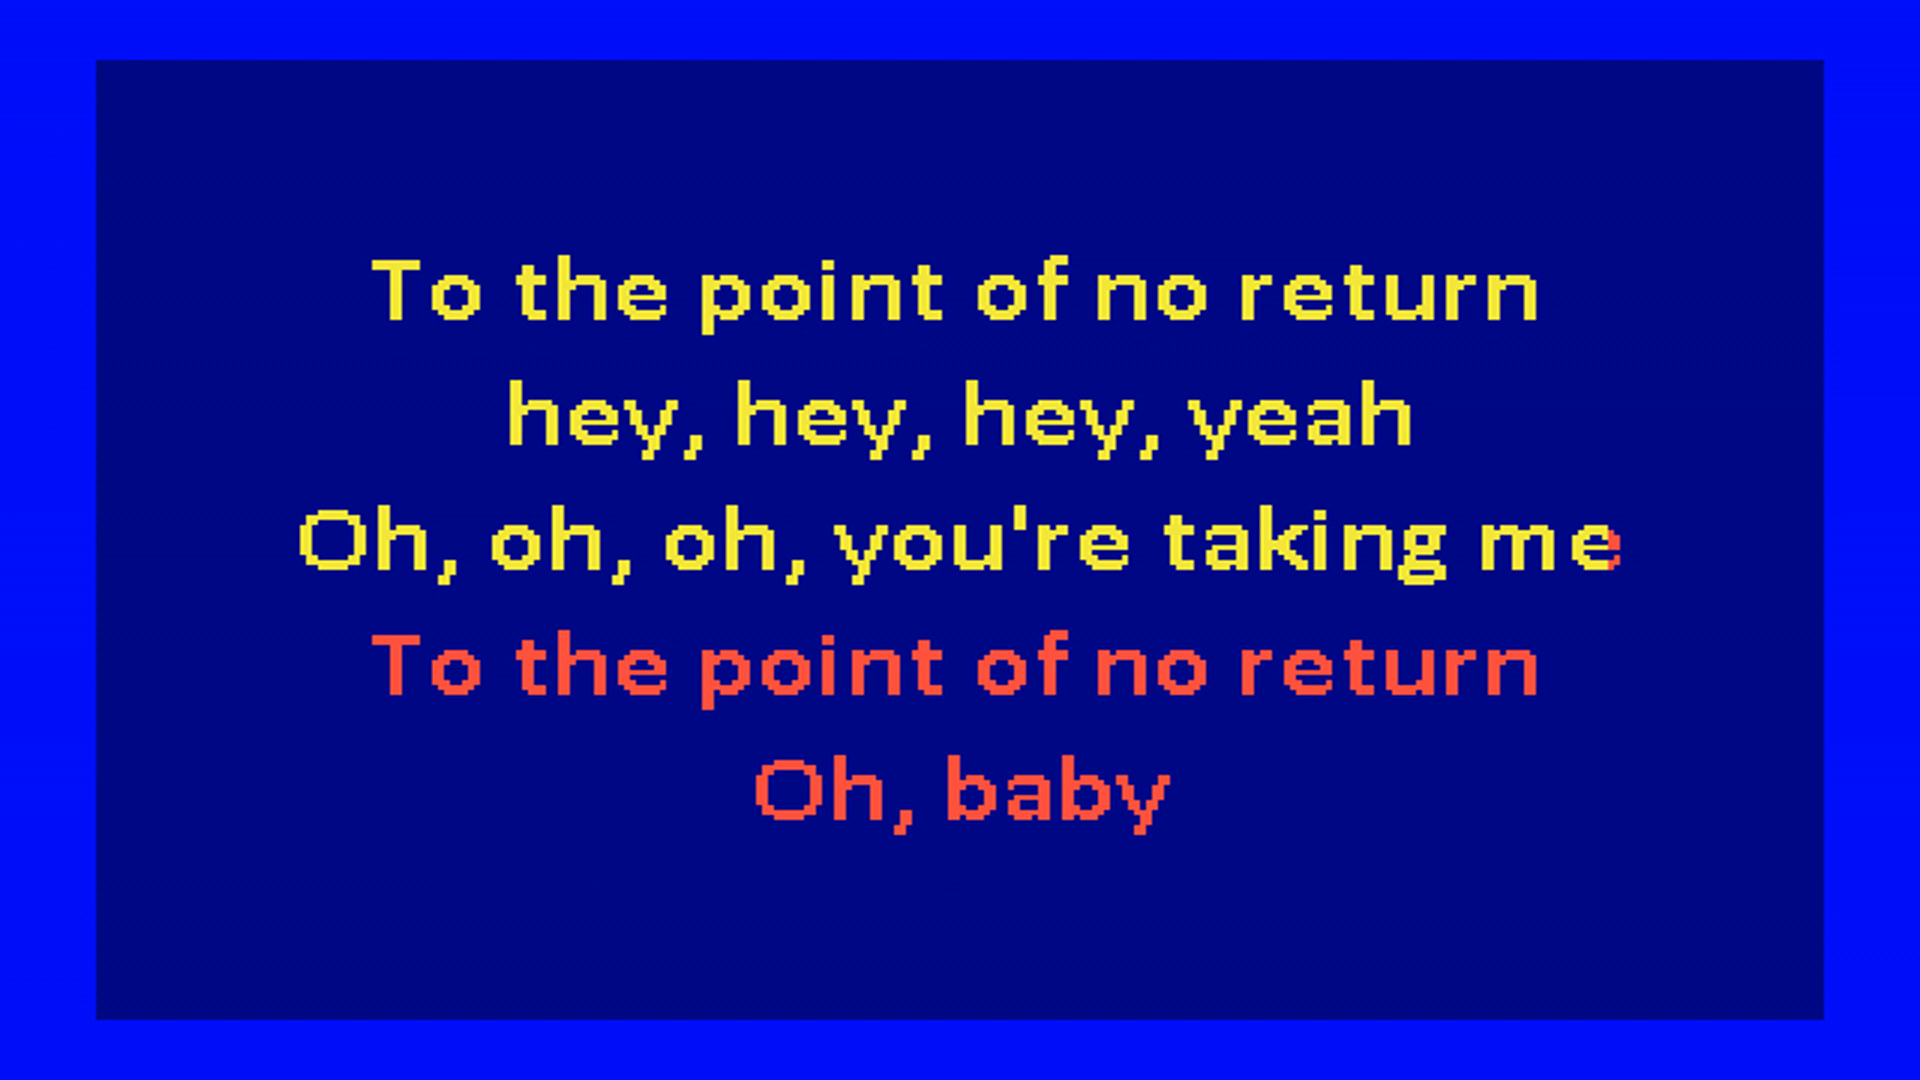 To the point of no return
hey, hey, hey, yeah
Oh, oh, oh, you're taking me
To the point of no return
Oh, baby